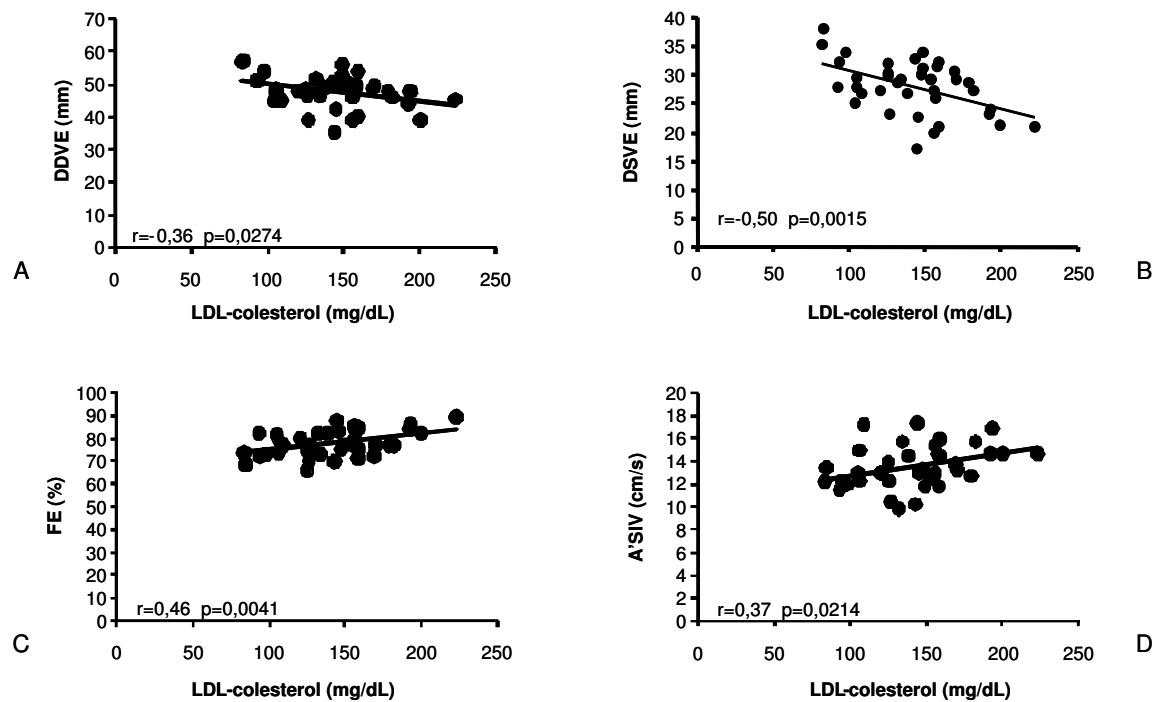 70
60
50
40
30
20
10
0
DDVE (mm)
r=-0,36 p=0,0274
0 50 100 150 200 250
LDL-colesterol (mg/dL)
A
40
35
30
25
20
15
10
5
0
DSVE (mm)
r=-0,50 p=0,0015
0 50 100 150 200 250
LDL-colesterol (mg/dL)
B
100
90
80
70
60
50
40
30
20
10
0
FE (%)
r=0,46 p=0,0041
0 50 100 150 200 250
LDL-colesterol (mg/dL)
C
20
18
16
14
12
10
8
6
4
2
0
A'SIV (cm/s)
r=0,37 p=0,0214
0 50 100 150 200 250
LDL-colesterol (mg/dL)
D